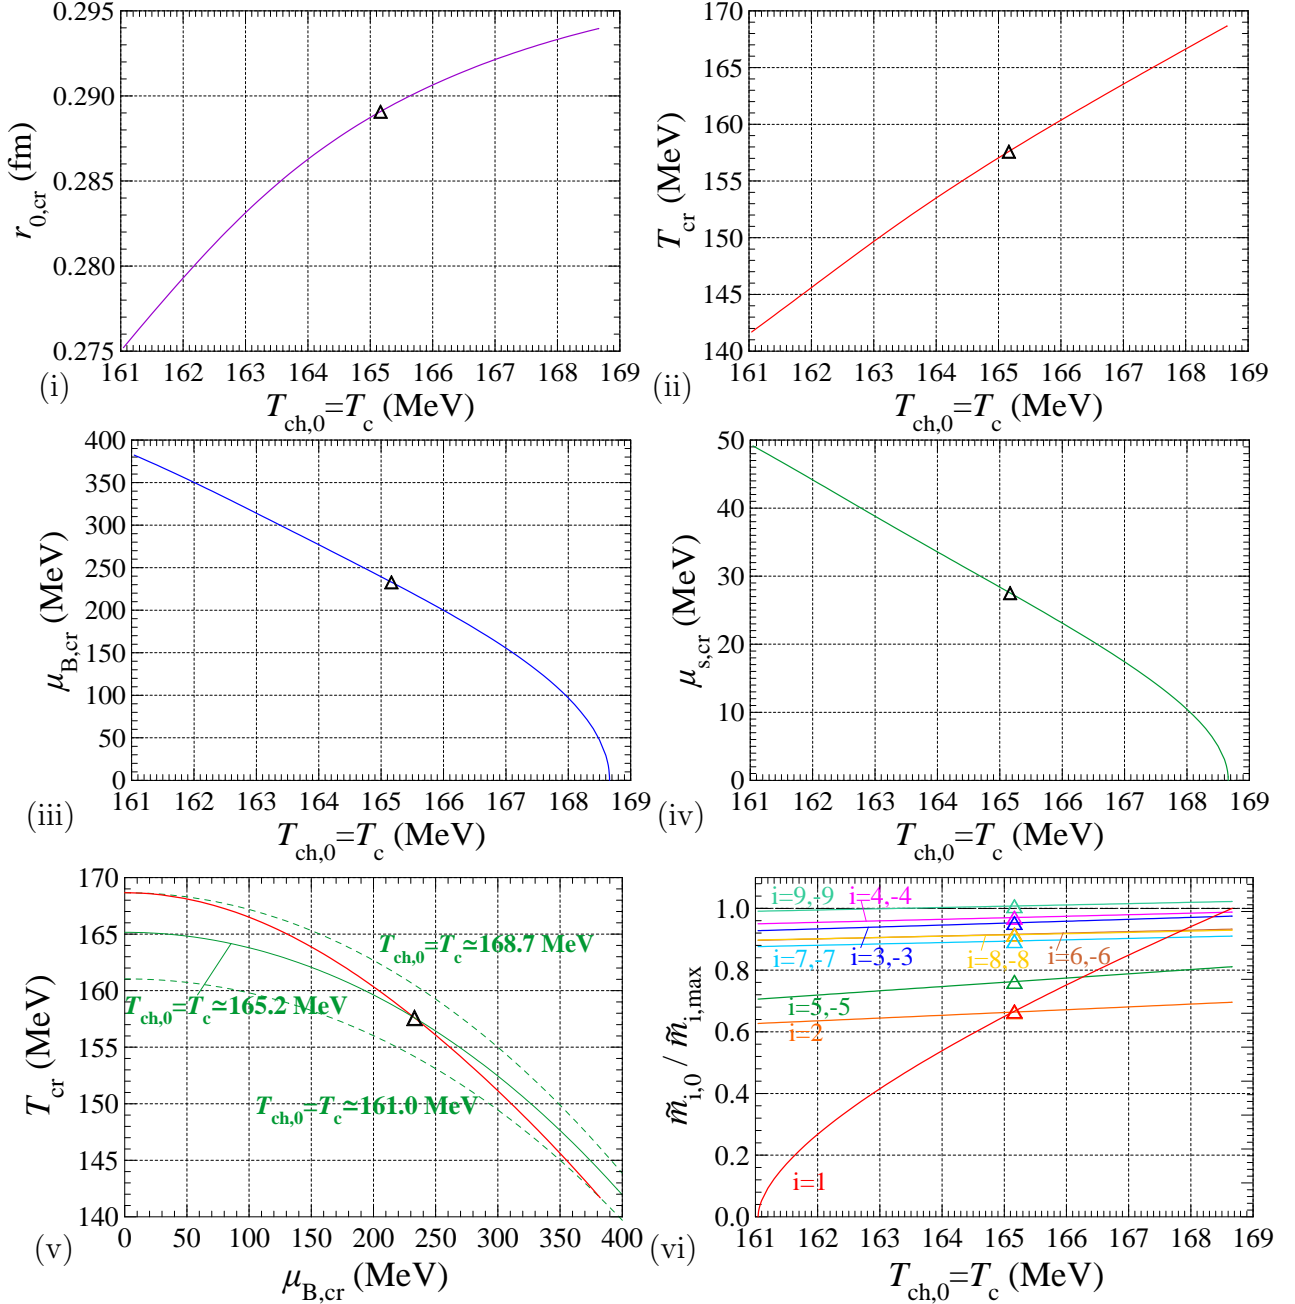 0.295
0.290
0.285
0.280
0.275
r0,cr (fm)
161 162 163 164 165 166 167 168 169
(i)
Tch,0=Tc (MeV)
170
165
160
155
150
145
140
Tcr (MeV)
161 162 163 164 165 166 167 168 169
(ii)
Tch,0=Tc (MeV)
400
350
300
250
200
150
100
50
0
μB,cr (MeV)
161 162 163 164 165 166 167 168 169
(iii)
Tch,0=Tc (MeV)
50
40
30
20
10
0
μs,cr (MeV)
161 162 163 164 165 166 167 168 169
(iv)
Tch,0=Tc (MeV)
170
165
160
155
150
145
140
Tcr (MeV)
Tch,0=Tc≃168.7 MeV
Tch,0=Tc≃165.2 MeV
Tch,0=Tc≃161.0 MeV
0 50 100 150 200 250 300 350 400
(v)
μB,cr (MeV)
1.0
0.8
0.6
0.4
0.2
0.0
m̃i,0 / m̃i,max
i=9,-9 i=4,-4
i=7,-7 i=3,-3 i=8,-8 i=6,-6
i=5,-5
i=2
i=1
161 162 163 164 165 166 167 168 169
(vi)
Tch,0=Tc (MeV)